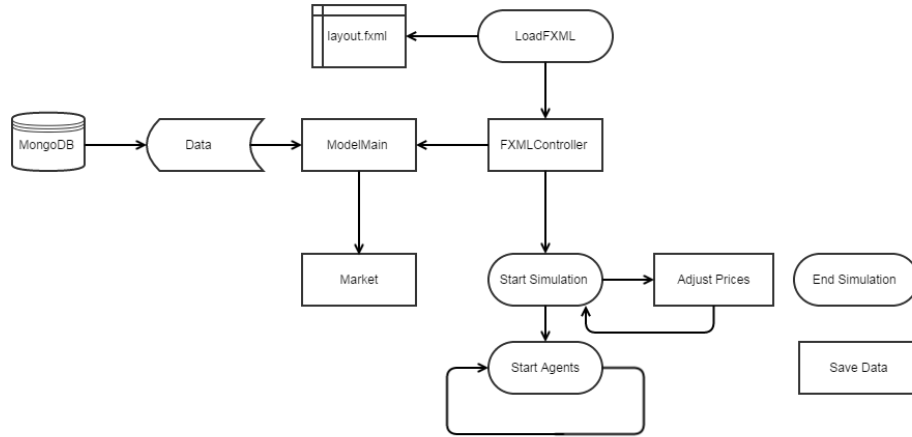 layout.fxml
LoadFXML
MongoDB
Data
ModelMain
FXMLController
Market
Start Simulation
Adjust Prices
End Simulation
Start Agents
Save Data